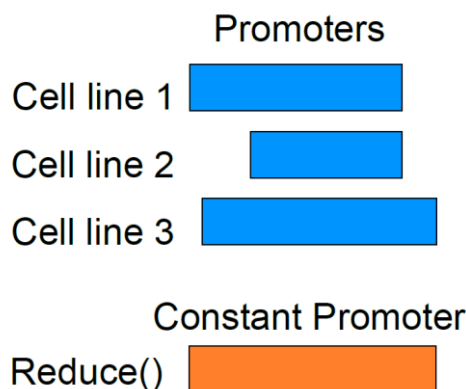 Promoters
Cell line 1
Cell line 2
Cell line 3
Constant Promoter
Reduce()